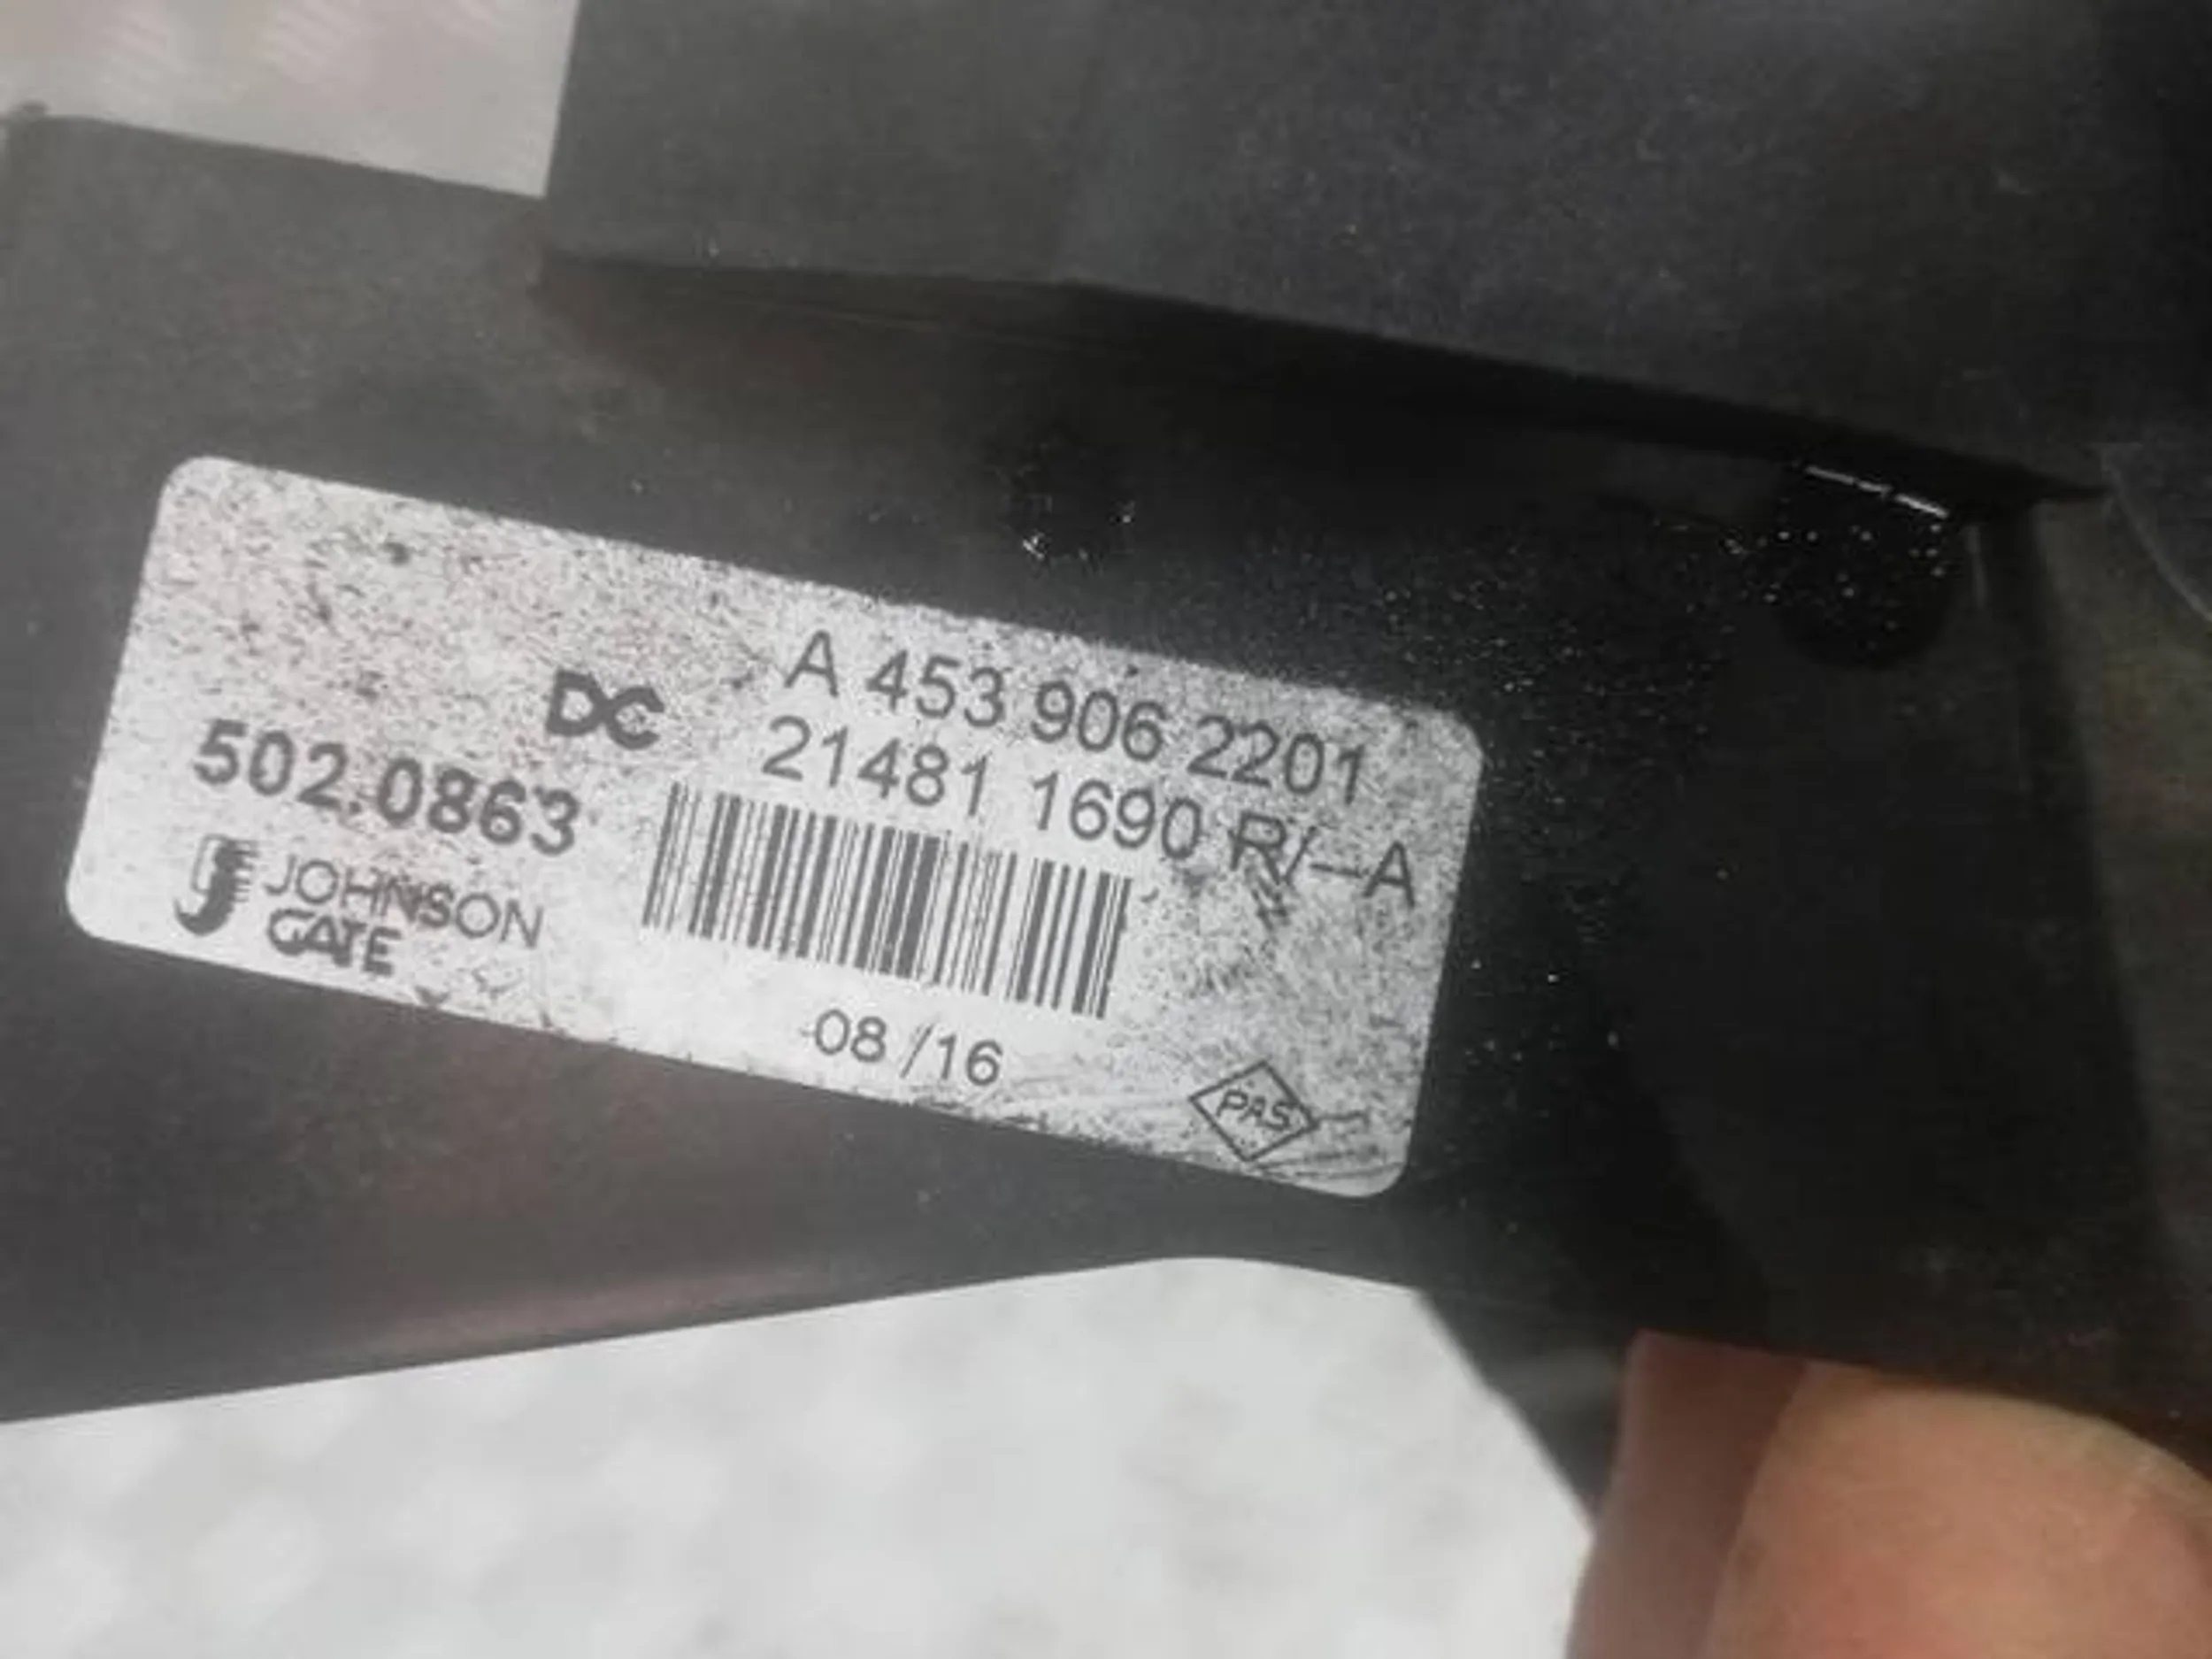 A 453 906 2201
DC
21481 1690 R/--A
502.0863
JOHNSON
GATE
08 /16
PAS